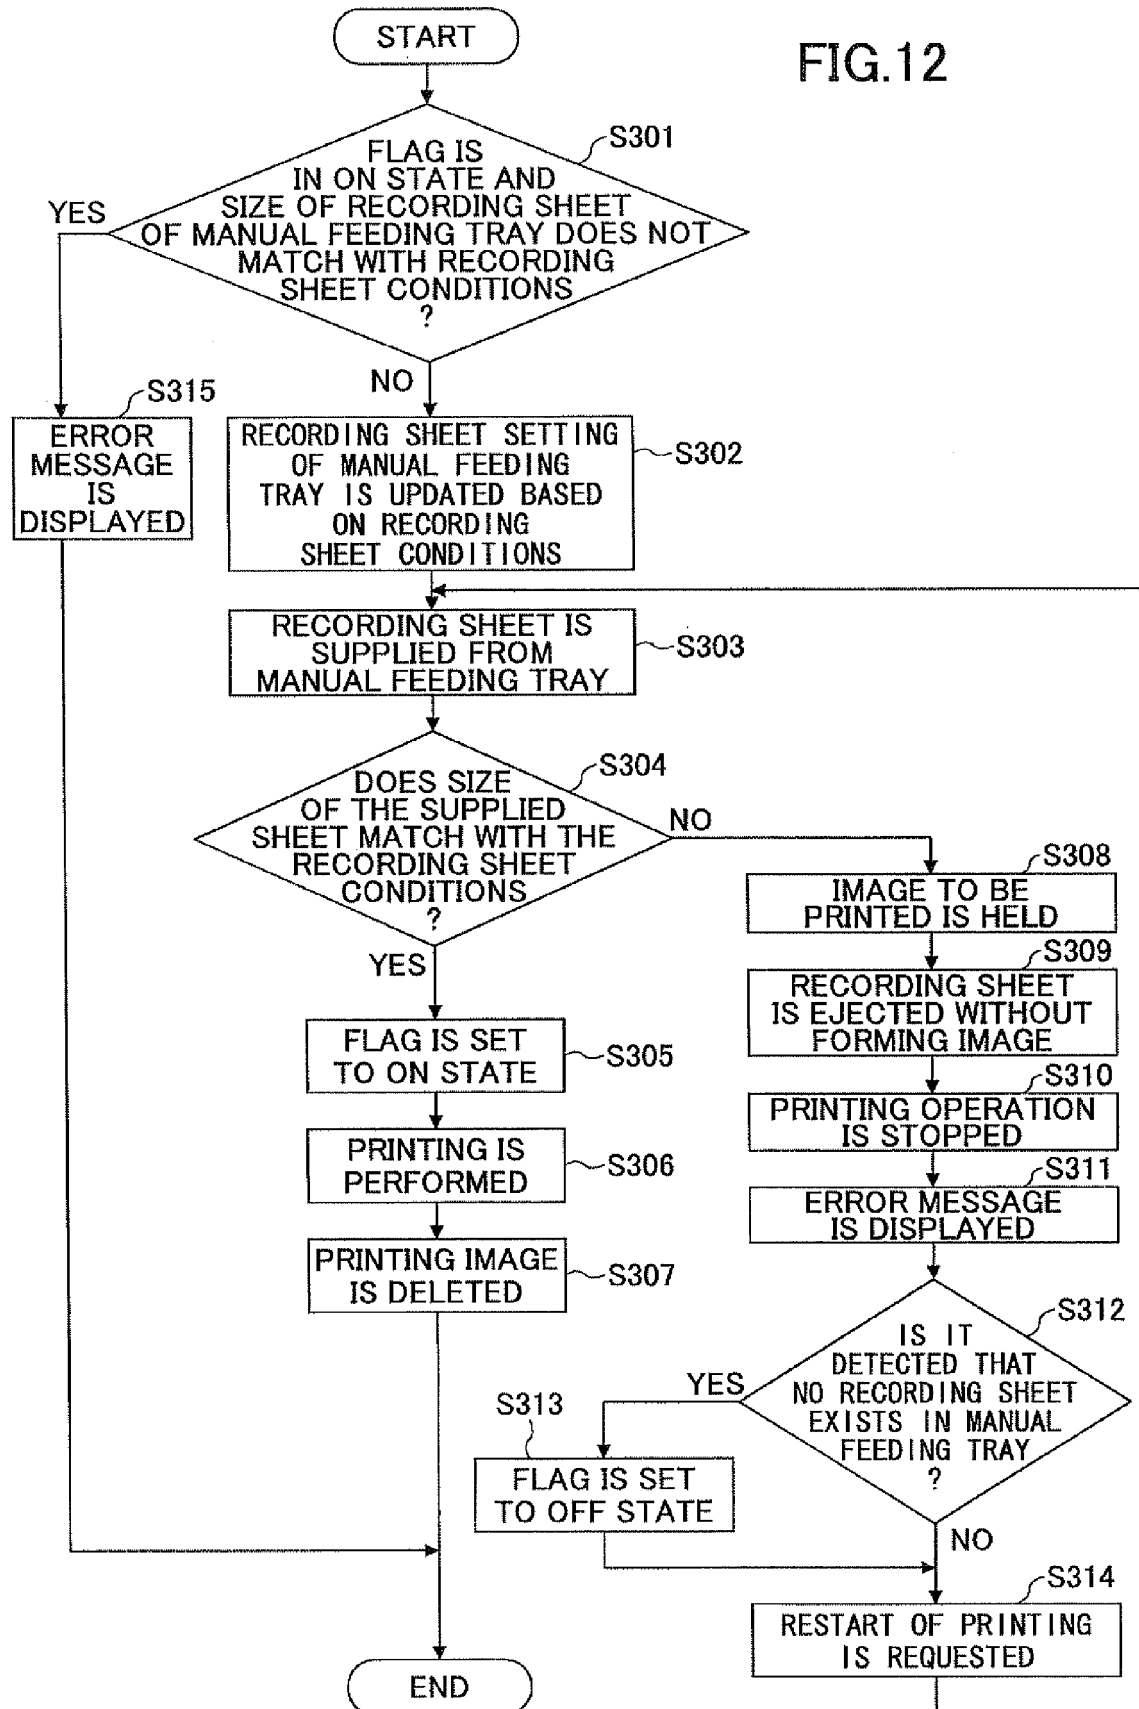 START
FIG.12
S301
FLAG IS
IN ON STATE AND
SIZE OF RECORDING SHEET
OF MANUAL FEEDING TRAY DOES NOT
MATCH WITH RECORDING
SHEET CONDITIONS
?
YES
NO
S315
ERROR
MESSAGE
IS
DISPLAYED
RECORDING SHEET SETTING
OF MANUAL FEEDING
TRAY IS UPDATED BASED
ON RECORDING
SHEET CONDITIONS
S302
RECORDING SHEET IS
SUPPLIED FROM
MANUAL FEEDING TRAY
S303
S304
DOES SIZE
OF THE SUPPLIED
SHEET MATCH WITH THE
RECORDING SHEET
CONDITIONS
?
NO
YES
FLAG IS SET
TO ON STATE
S305
PRINTING IS
PERFORMED
S306
PRINTING IMAGE
IS DELETED
S307
S308
IMAGE TO BE
PRINTED IS HELD
S309
RECORDING SHEET
IS EJECTED WITHOUT
FORMING IMAGE
S310
PRINTING OPERATION
IS STOPPED
S311
ERROR MESSAGE
IS DISPLAYED
S312
IS IT
DETECTED THAT
NO RECORDING SHEET
EXISTS IN MANUAL
FEEDING TRAY
?
YES
S313
FLAG IS SET
TO OFF STATE
NO
S314
RESTART OF PRINTING
IS REQUESTED
END